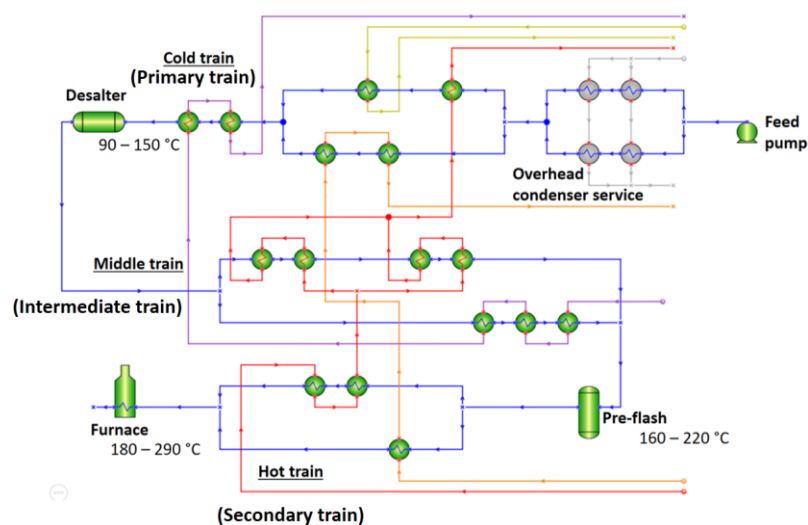 Cold train
(Primary train)
Desalter
90 – 150 °C
Feed
pump
Overhead
condenser service
Middle train
(Intermediate train)
Furnace
180 – 290 °C
Pre-flash
160 – 220 °C
Hot train
(Secondary train)